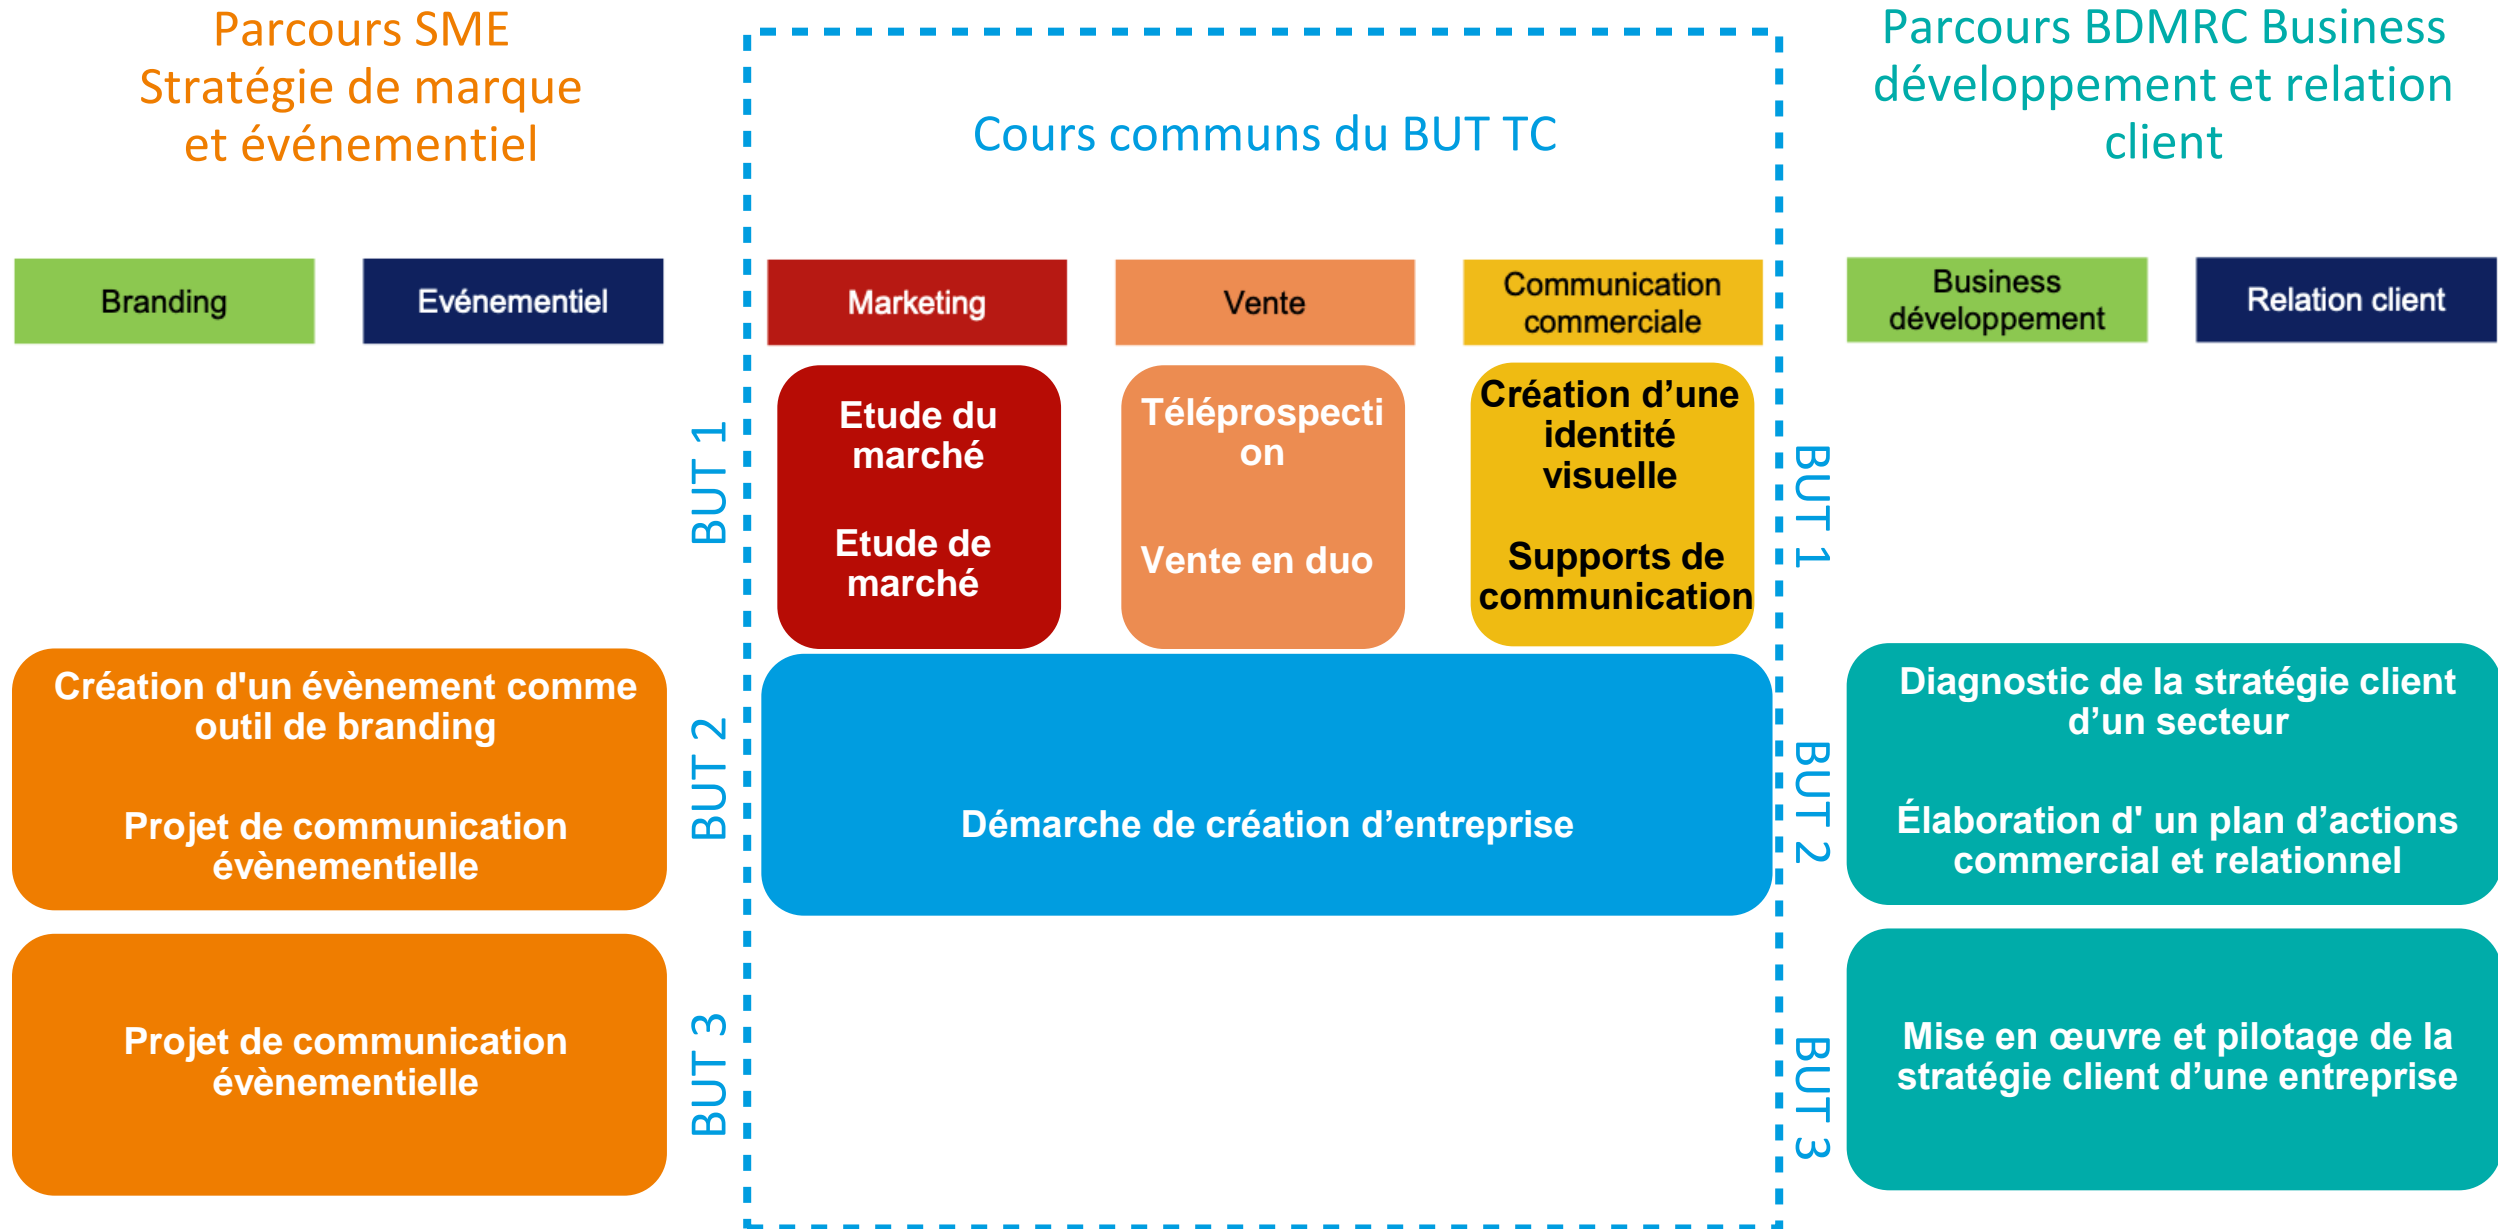 Parcours SME
Stratégie de marque
et événementiel
Cours communs du BUT TC
Parcours BDMRC Business
développement et relation
client
Branding
Evénementiel
Marketing
Vente
Communication
commerciale
Business
développement
Relation client
BUT 1
Etude du
marché
Etude de
marché
Téléprospecti
on
Vente en duo
Création d’une
identité
visuelle
Supports de
communication
BUT 1
Création d'un évènement comme
outil de branding
Projet de communication
évènementielle
BUT 2
Démarche de création d’entreprise
BUT 2
Diagnostic de la stratégie client
d’un secteur
Élaboration d' un plan d’actions
commercial et relationnel
Projet de communication
évènementielle
BUT 3
BUT 3
Mise en œuvre et pilotage de la
stratégie client d’une entreprise